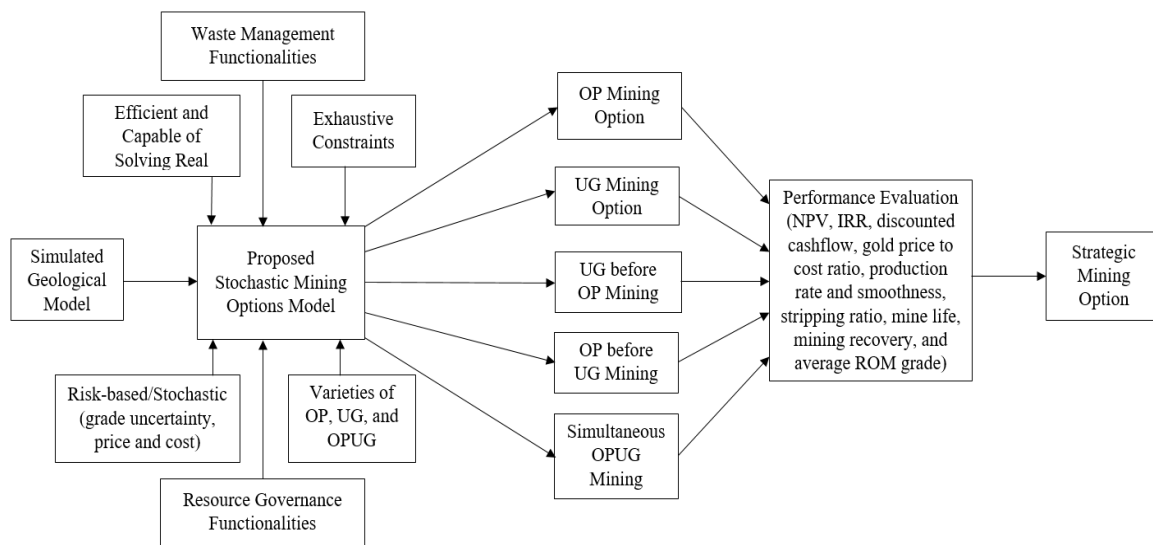 Waste Management
Functionalities
Efficient and
Capable of
Solving Real
Exhaustive
Constraints
Simulated
Geological
Model
Proposed
Stochastic Mining
Options Model
Risk-based/Stochastic
(grade uncertainty,
price and cost)
Varieties of
OP, UG, and
OPUG
Resource Governance
Functionalities
OP Mining
Option
UG Mining
Option
UG before
OP Mining
OP before
UG Mining
Simultaneous
OPUG
Mining
Performance Evaluation
(NPV, IRR, discounted
cashflow, gold price to
cost ratio, production
rate and smoothness,
stripping ratio, mine life,
mining recovery, and
average ROM grade)
Strategic
Mining
Option